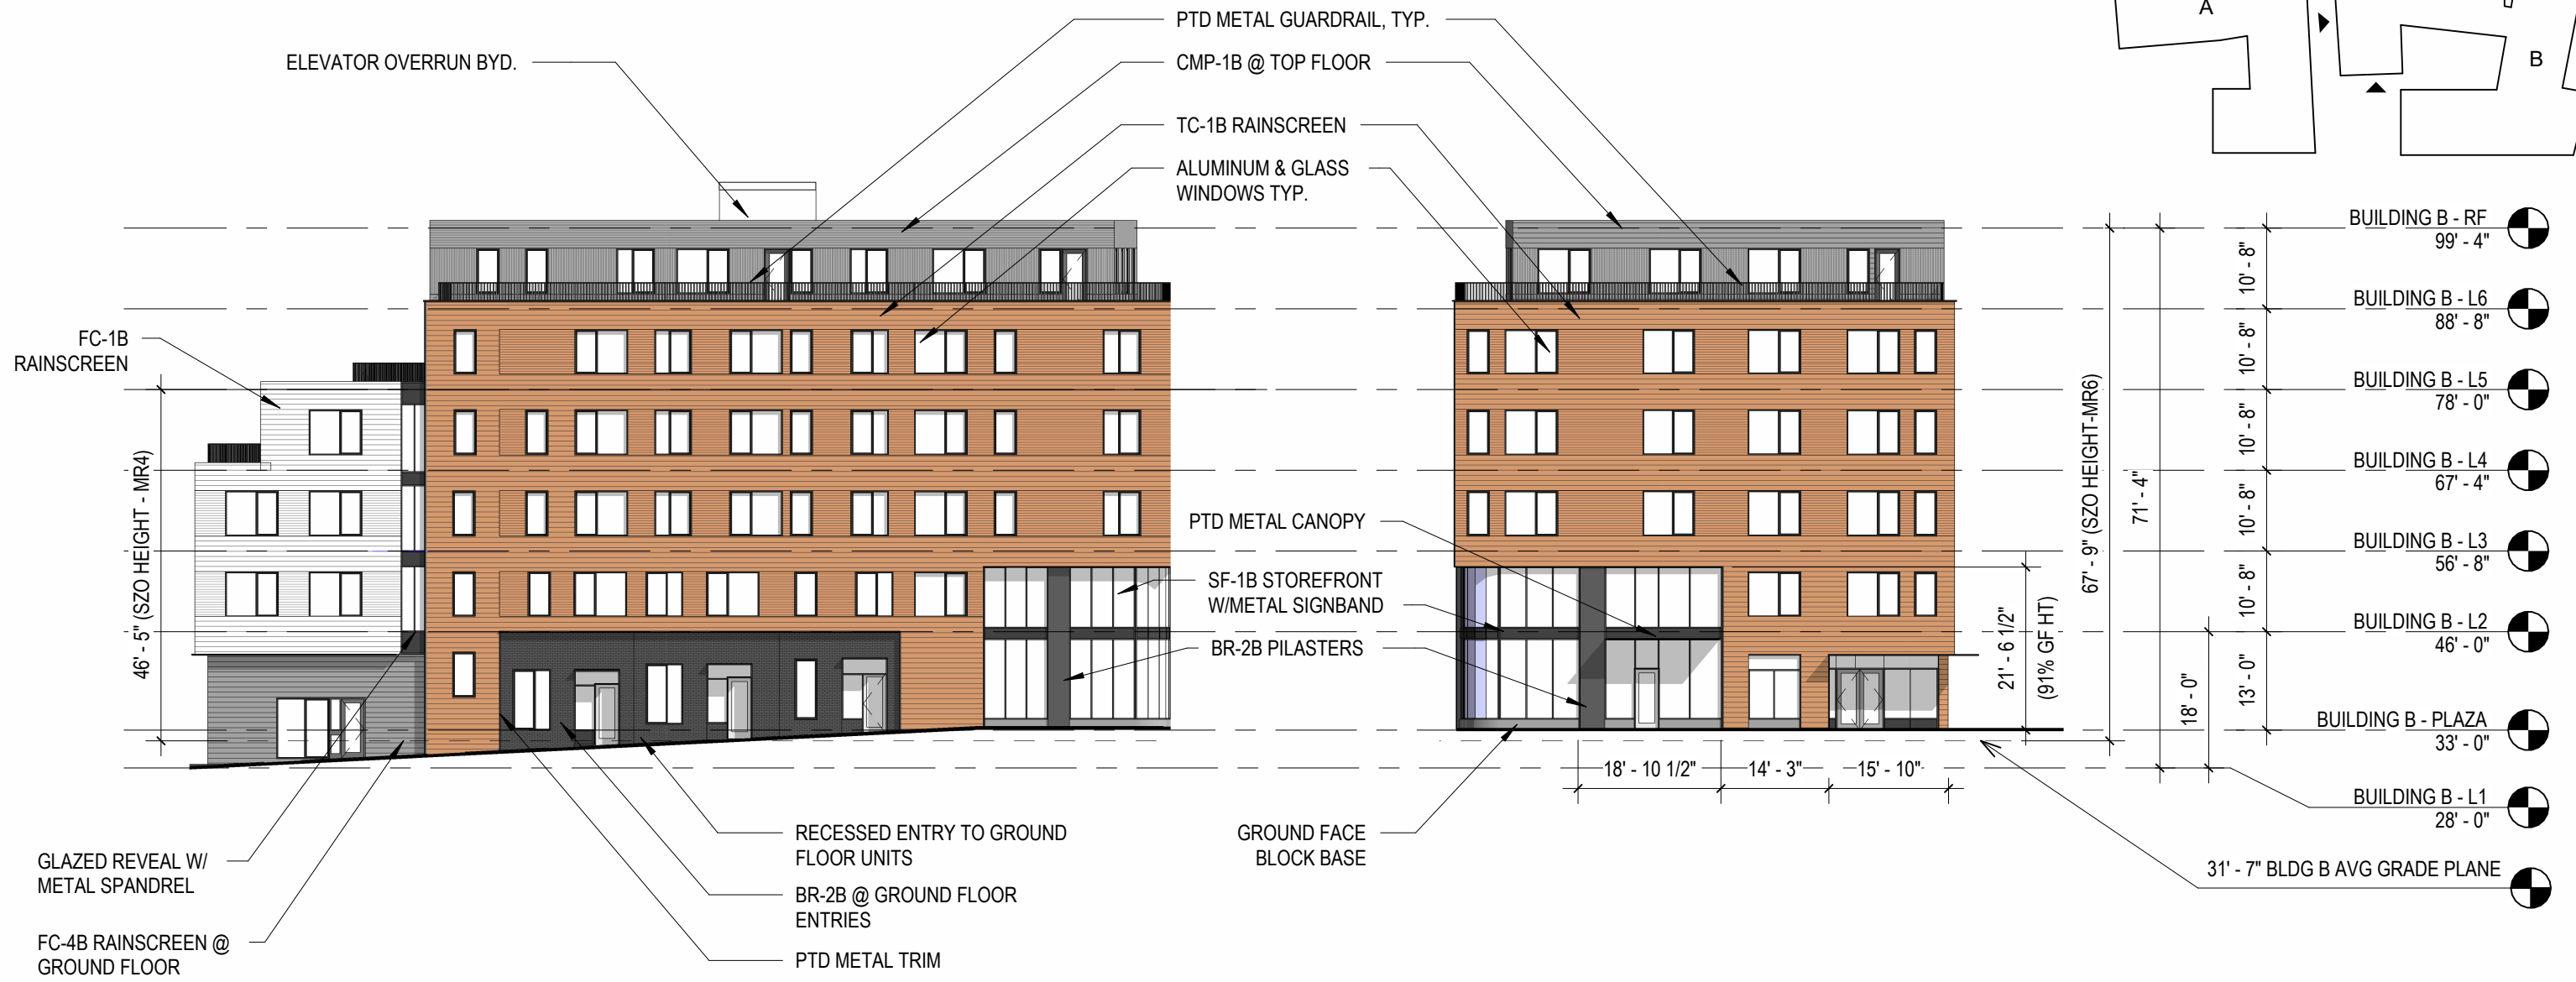 A
B
PTD METAL GUARDRAIL, TYP.
ELEVATOR OVERRUN BYD.
CMP-1B @ TOP FLOOR
TC-1B RAINSCREEN
ALUMINUM & GLASS
WINDOWS TYP.
FC-1B
RAINSCREEN
46' - 5" (SZO HEIGHT - MR4)
PTD METAL CANOPY
SF-1B STOREFRONT
W/METAL SIGNBAND
BR-2B PILASTERS
GLAZED REVEAL W/
METAL SPANDREL
FC-4B RAINSCREEN @
GROUND FLOOR
RECESSED ENTRY TO GROUND
FLOOR UNITS
BR-2B @ GROUND FLOOR
ENTRIES
PTD METAL TRIM
GROUND FACE
BLOCK BASE
18' - 10 1/2"
14' - 3"
15' - 10"
21' - 6 1/2"
(91% GF HT)
67' - 9" (SZO HEIGHT-MR6)
71' - 4"
18' - 0"
10' - 8"
10' - 8"
10' - 8"
10' - 8"
10' - 8"
13' - 0"
BUILDING B - RF
99' - 4"
BUILDING B - L6
88' - 8"
BUILDING B - L5
78' - 0"
BUILDING B - L4
67' - 4"
BUILDING B - L3
56' - 8"
BUILDING B - L2
46' - 0"
BUILDING B - PLAZA
33' - 0"
BUILDING B - L1
28' - 0"
31' - 7" BLDG B AVG GRADE PLANE